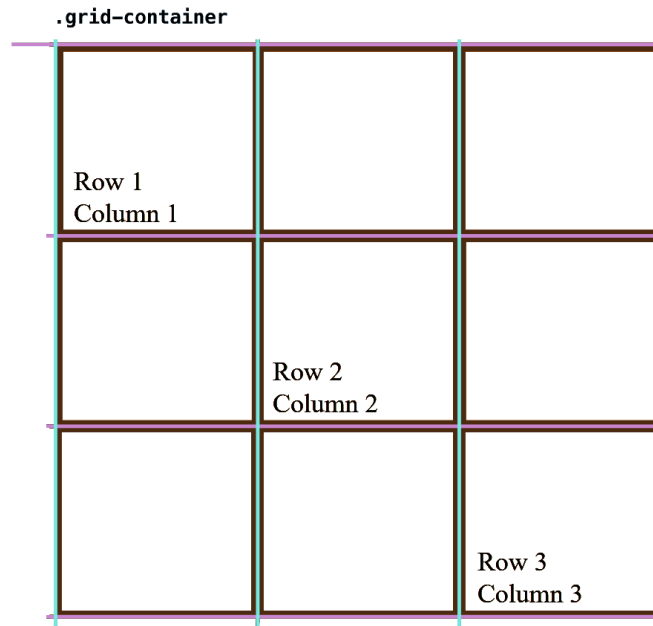 .grid-container
Row 1
Column 1
Row 2
Column 2
Row 3
Column 3